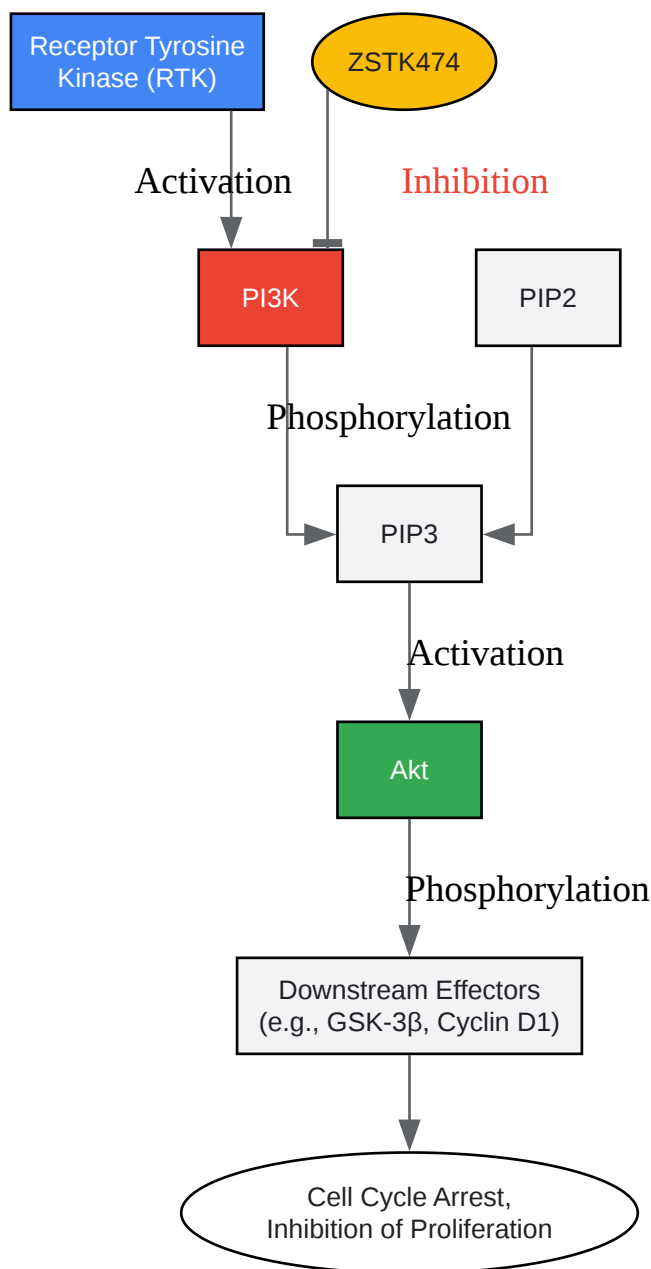 Receptor Tyrosine
Kinase (RTK)
ZSTK474
Activation
Inhibition
PI3K
PIP2
Phosphorylation
PIP3
Activation
Akt
Phosphorylation
Downstream Effectors
(e.g., GSK-3β, Cyclin D1)
Cell Cycle Arrest,
Inhibition of Proliferation